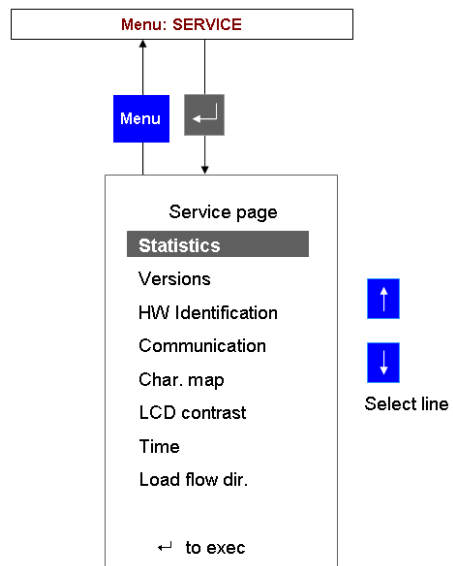 Menu: SERVICE
Menu
Service page
Statistics
Versions
HW Identification
Communication
Char. map
LCD contrast
Select line
Time
Load flow dir.
↵ to exec